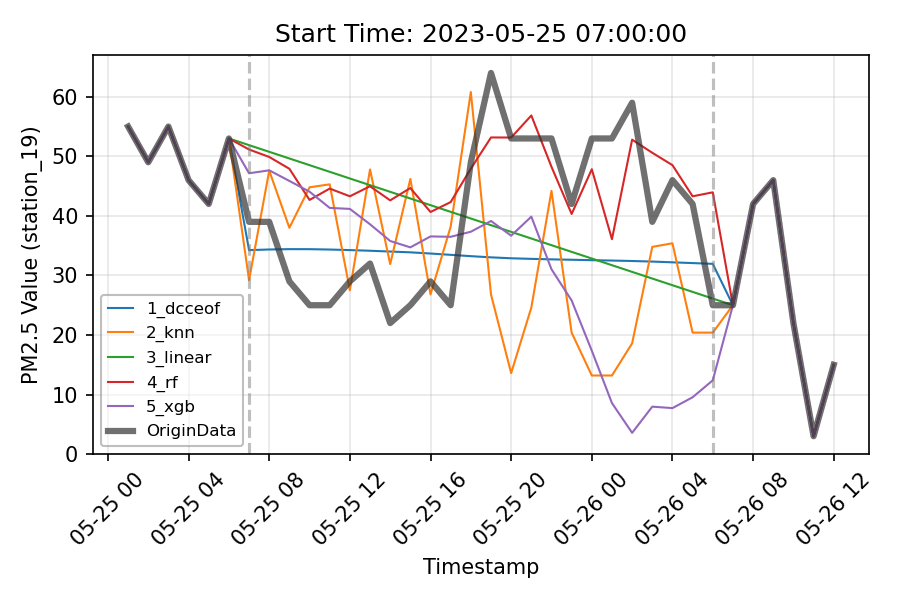 Start Time: 2023-05-25 07:00:00
PM2.5 Value (station_19)
60
50
40
30
20
10
0
1_dcceof
2_knn
3_linear
4_rf
5_xgb
OriginData
05-25 00
05-25 04
05-25 08
05-25 12
05-25 16
05-25 20
05-26 00
05-26 04
05-26 08
05-26 12
Timestamp